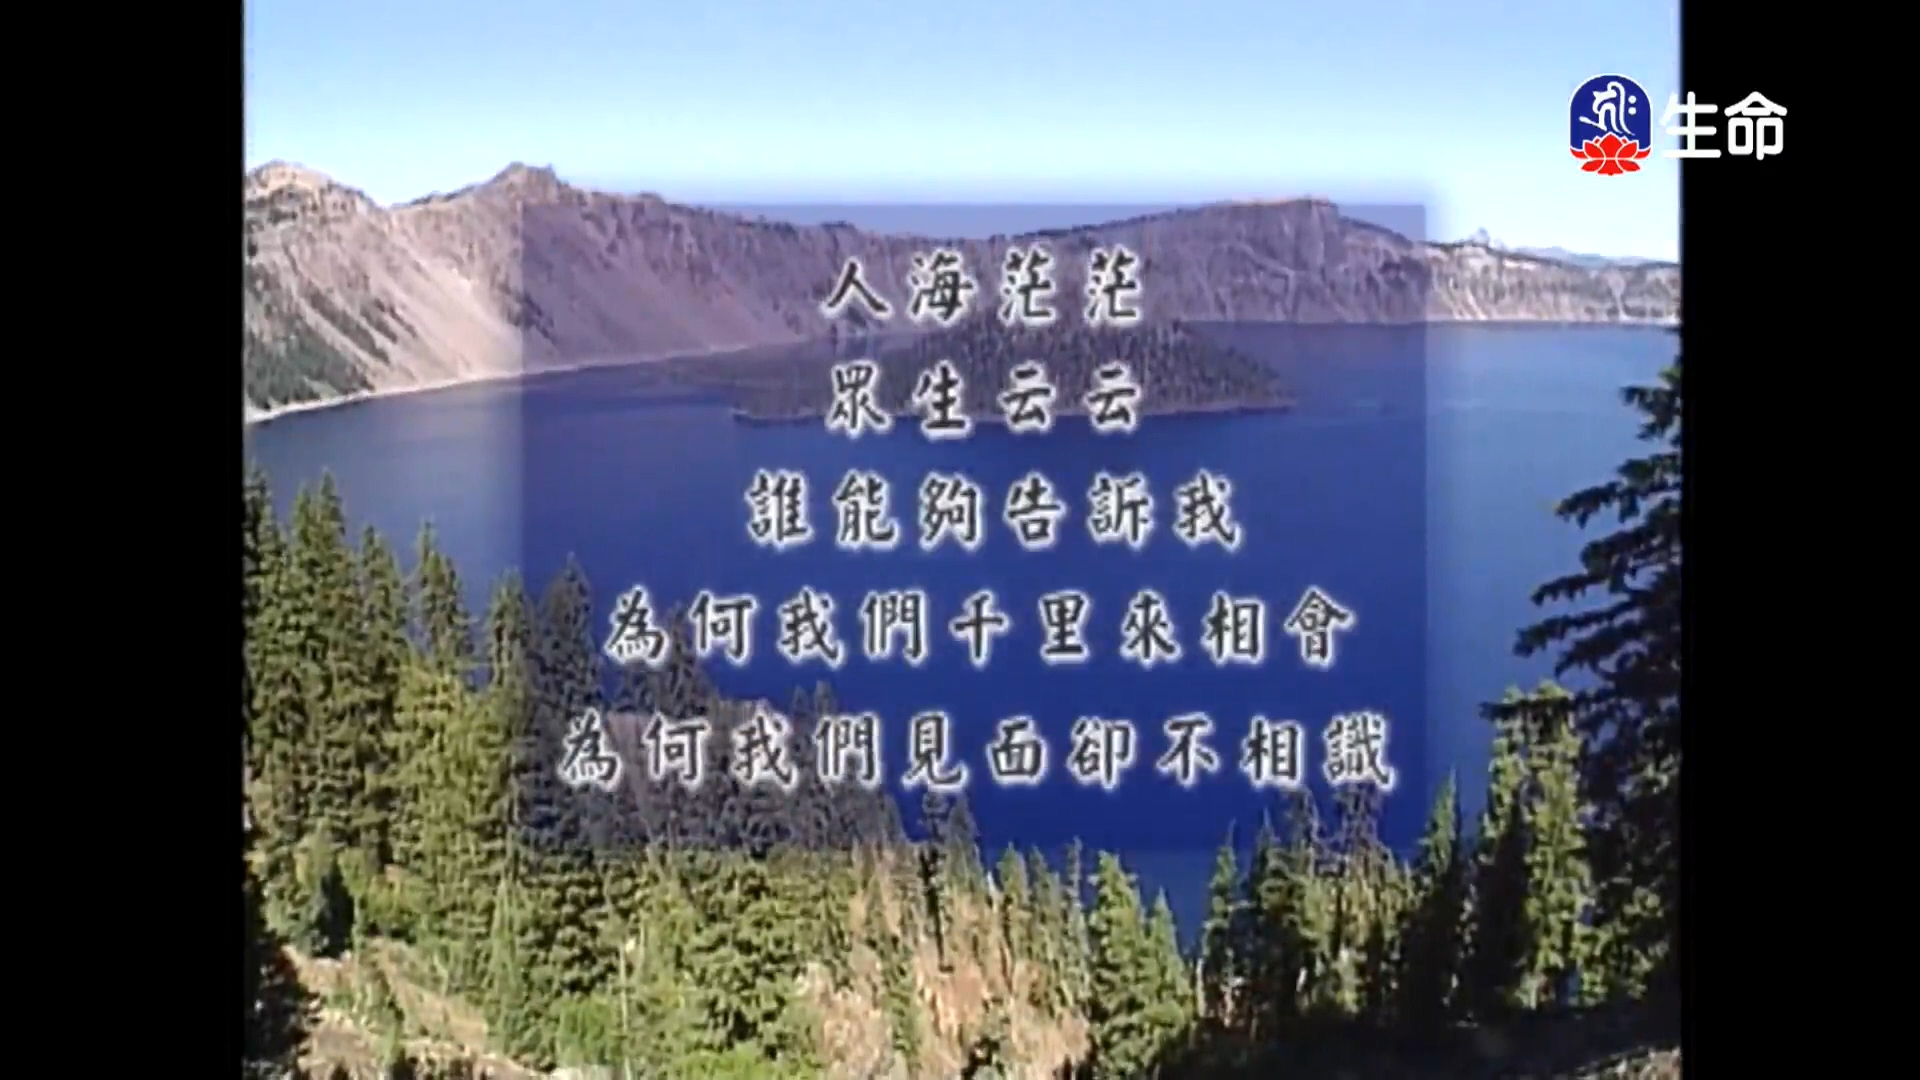 生命
人海茫茫
眾生云云
誰能夠告訴我
為何我們千里來相會
為何我們見面卻不相識